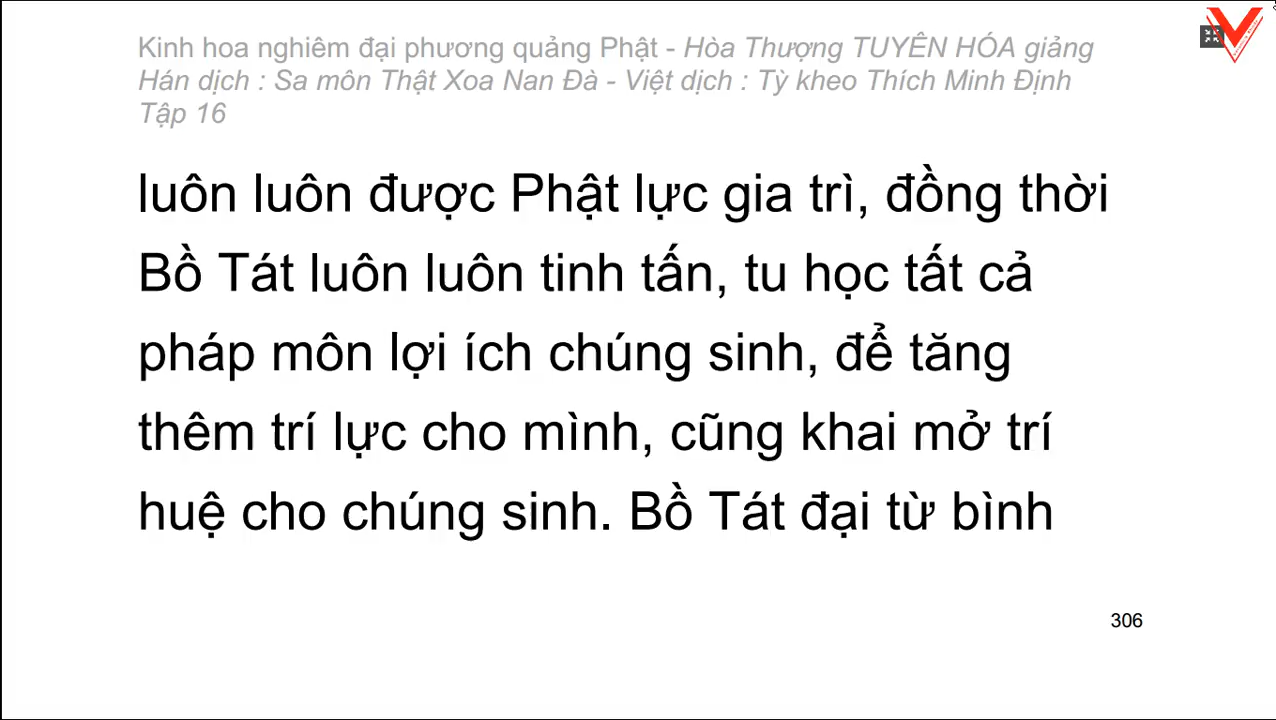 Kinh hoa nghiêm đại phương quảng Phật - Hòa Thượng TUYÊN HÓA giảng
Hán dịch : Sa môn Thật Xoa Nan Đà - Việt dịch : Tỳ kheo Thích Minh Định
Tập 16
luôn luôn được Phật lực gia trì, đồng thời
Bồ Tát luôn luôn tinh tấn, tu học tất cả
pháp môn lợi ích chúng sinh, để tăng
thêm trí lực cho mình, cũng khai mở trí
huệ cho chúng sinh. Bồ Tát đại từ bình
306